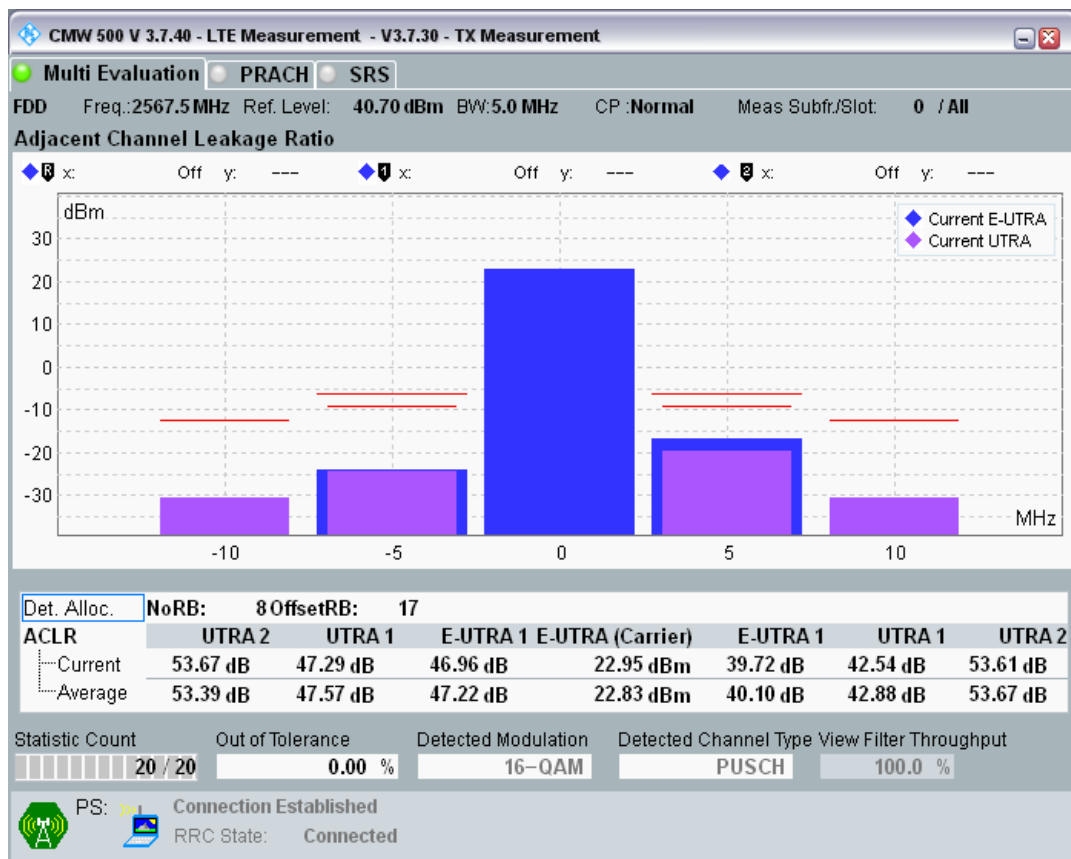 CMW 500 V 3.7.40 - LTE Measurement - V3.7.30 - TX Measurement
Multi Evaluation PRACH SRS
FDD Freq.:2567.5 MHz Ref. Level: 40.70 dBm BW:5.0 MHz CP :Normal Meas Subfr./Slot: 0 / All
Adjacent Channel Leakage Ratio
R x: Off y: --- 1 x: Off y: --- 2 x: Off y: ---
dBm
Current E-UTRA
Current UTRA
30
20
10
0
-10
-20
-30
MHz
-10 -5 0 5 10
Det. Alloc. NoRB: 8 OffsetRB: 17
ACLR UTRA 2 UTRA 1 E-UTRA 1 E-UTRA (Carrier) E-UTRA 1 UTRA 1 UTRA 2
Current 53.67 dB 47.29 dB 46.96 dB 22.95 dBm 39.72 dB 42.54 dB 53.61 dB
Average 53.39 dB 47.57 dB 47.22 dB 22.83 dBm 40.10 dB 42.88 dB 53.67 dB
Statistic Count Out of Tolerance Detected Modulation Detected Channel Type View Filter Throughput
20 / 20 0.00 % 16-QAM PUSCH 100.0 %
PS: Connection Established
RRC State: Connected